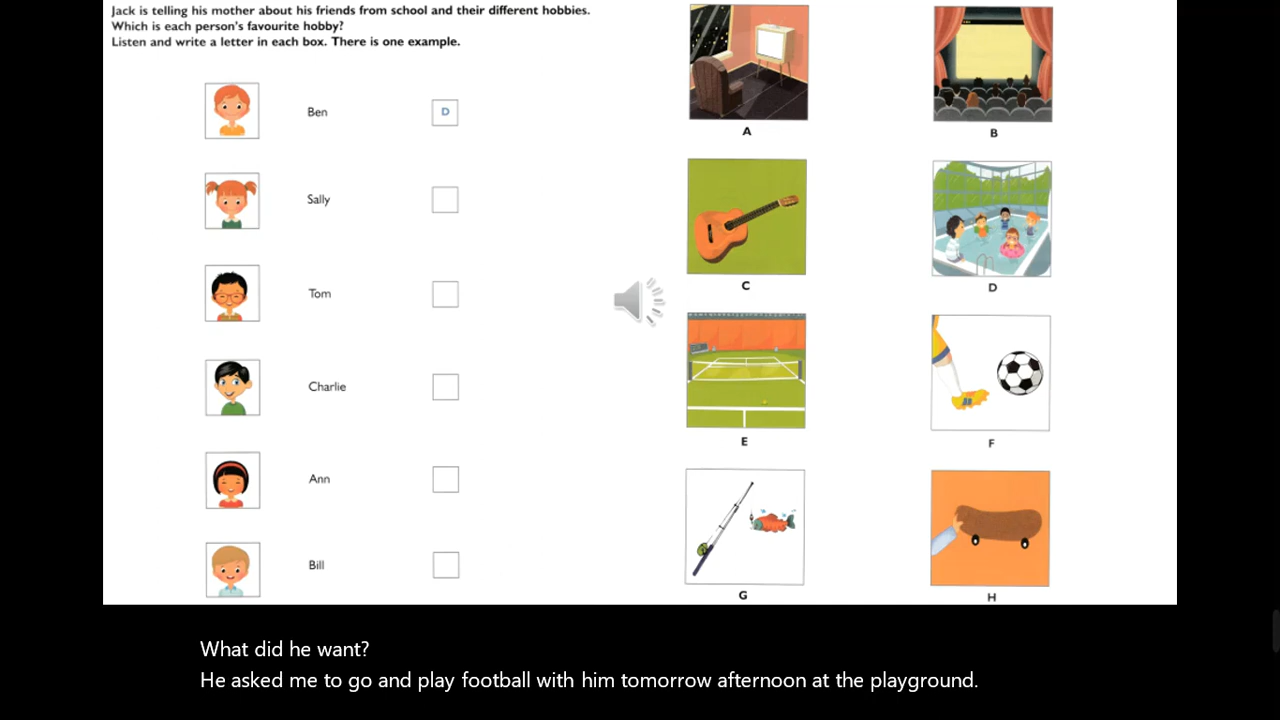 Jack is telling his mother about his friends from school and their different hobbies.
Which is each person's favourite hobby?
Listen and write a letter in each box. There is one example.
Ben D
Sally
Tom
Charlie
Ann
Bill
A B
C D
E F
G H
What did he want?
He asked me to go and play football with him tomorrow afternoon at the playground.